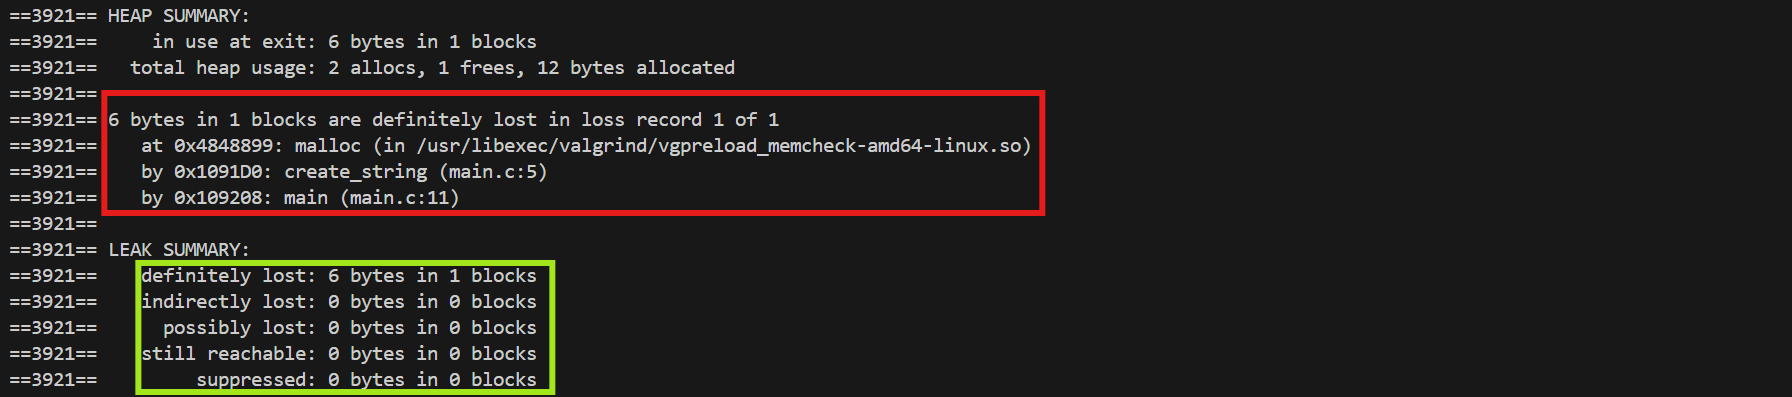 ==3921== HEAP SUMMARY:
==3921==     in use at exit: 6 bytes in 1 blocks
==3921==   total heap usage: 2 allocs, 1 frees, 12 bytes allocated
==3921==
==3921== 6 bytes in 1 blocks are definitely lost in loss record 1 of 1
==3921==    at 0x4848899: malloc (in /usr/libexec/valgrind/vgpreload_memcheck-amd64-linux.so)
==3921==    by 0x1091D0: create_string (main.c:5)
==3921==    by 0x109208: main (main.c:11)
==3921==
==3921== LEAK SUMMARY:
==3921==    definitely lost: 6 bytes in 1 blocks
==3921==    indirectly lost: 0 bytes in 0 blocks
==3921==      possibly lost: 0 bytes in 0 blocks
==3921==    still reachable: 0 bytes in 0 blocks
==3921==         suppressed: 0 bytes in 0 blocks